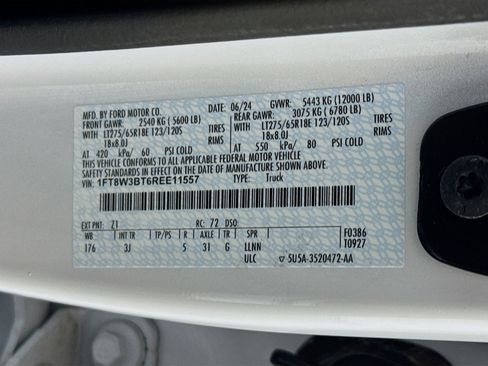 MFD. BY FORD MOTOR CO. 06/24 GVWR: 5443 KG (12000 LB)
FRONT GAWR: 2540 KG (5600 LB) REAR GAWR: 3075 KG (6780 LB)
WITH LT275/65R18E 123/120S TIRES WITH LT275/65R18E 123/120S TIRES
18x8.0J RIMS 18x8.0J RIMS
AT 420 kPa/ 60 PSI COLD AT 550 kPa/ 80 PSI COLD
THIS VEHICLE CONFORMS TO ALL APPLICABLE FEDERAL MOTOR VEHICLE
SAFETY STANDARDS IN EFFECT ON THE DATE OF MANUFACTURE SHOWN ABOVE.
VIN: 1FT8W3BT6REE11557 TYPE: Truck
EXT PNT: Z1 RC: 72 DSO: F0386
WB INT TR TP/PS R AXLE TR SPR T0927
176 3J 5 31 G LLNN
ULC 5U5A-3520472-AA